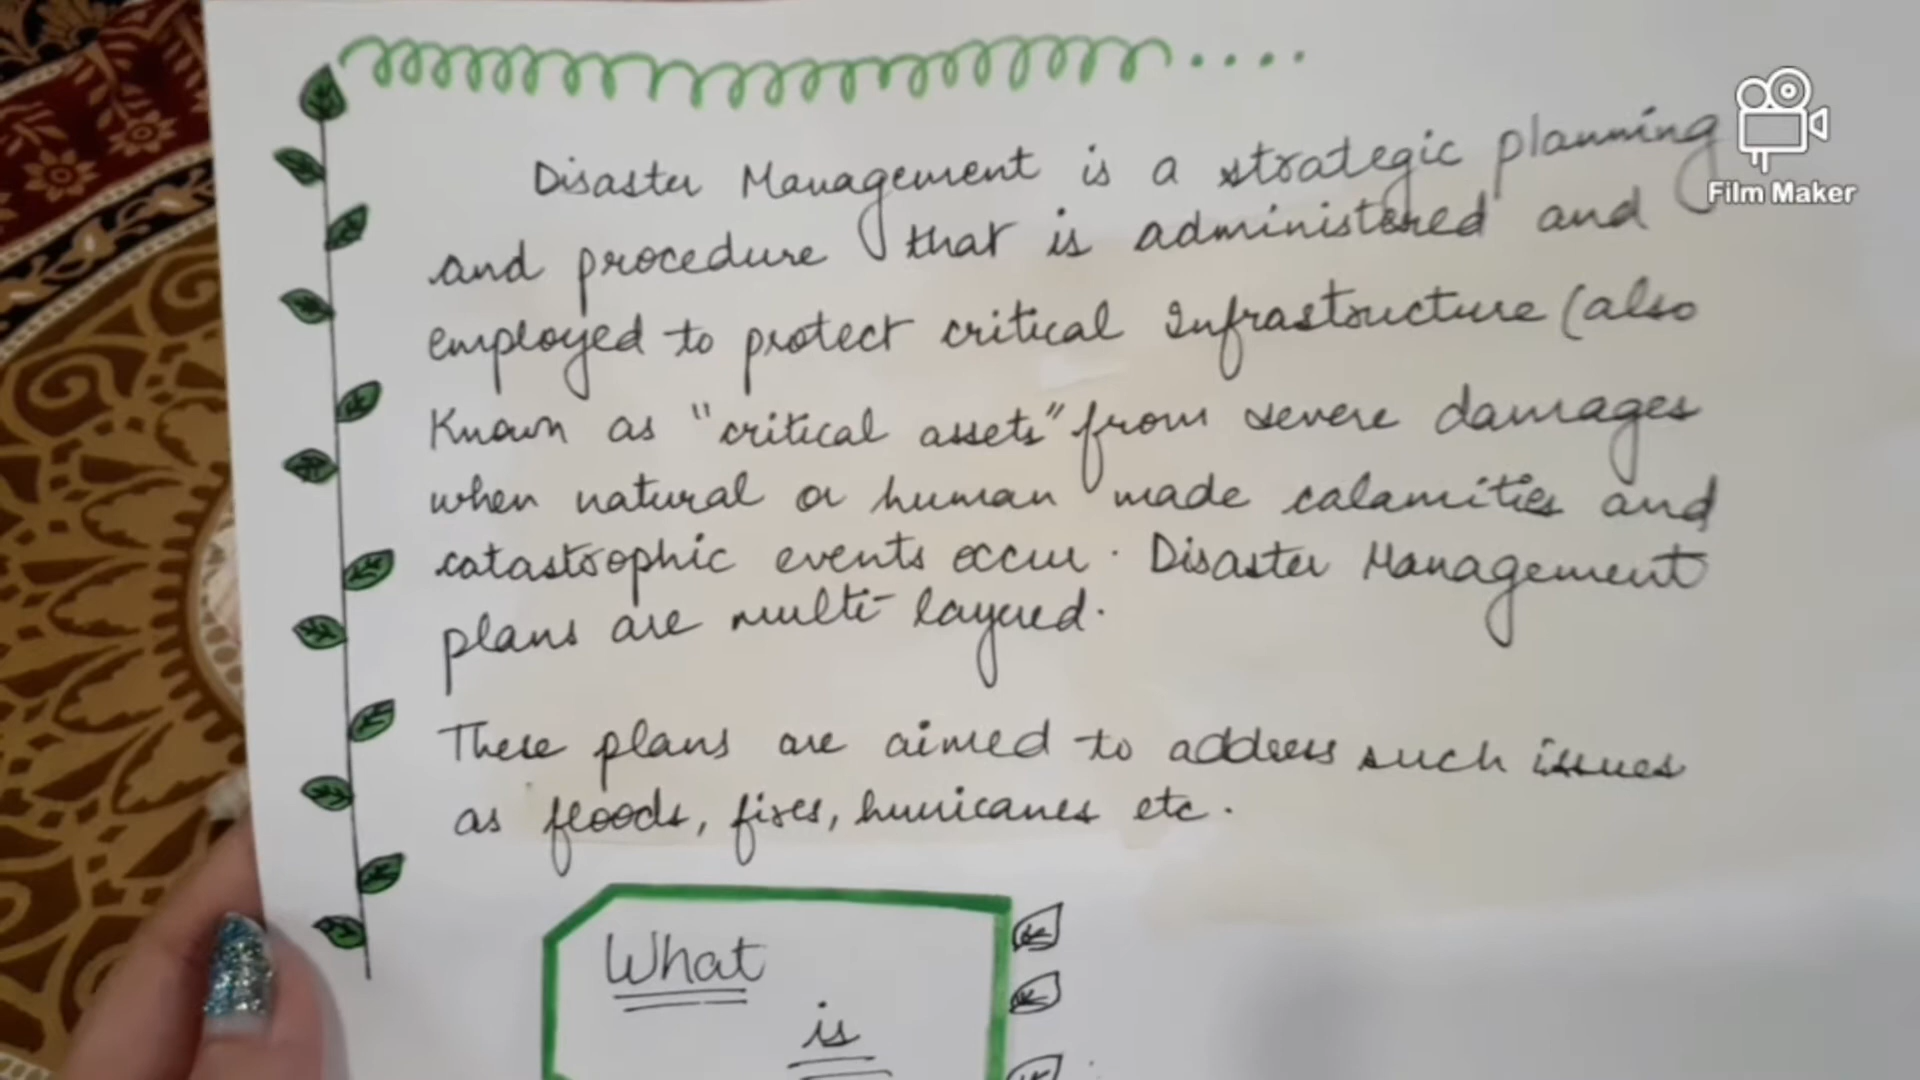 Disaster Management is a strategic planning
and procedure that is administered and
employed to protect critical Infrastructure (also
Known as "critical assets" from severe damages
when natural or human made calamities and
catastrophic events occur. Disaster Management
plans are multi-layered.
These plans are aimed to address such issues
as floods, fires, hurricanes etc.
What
is
Film Maker